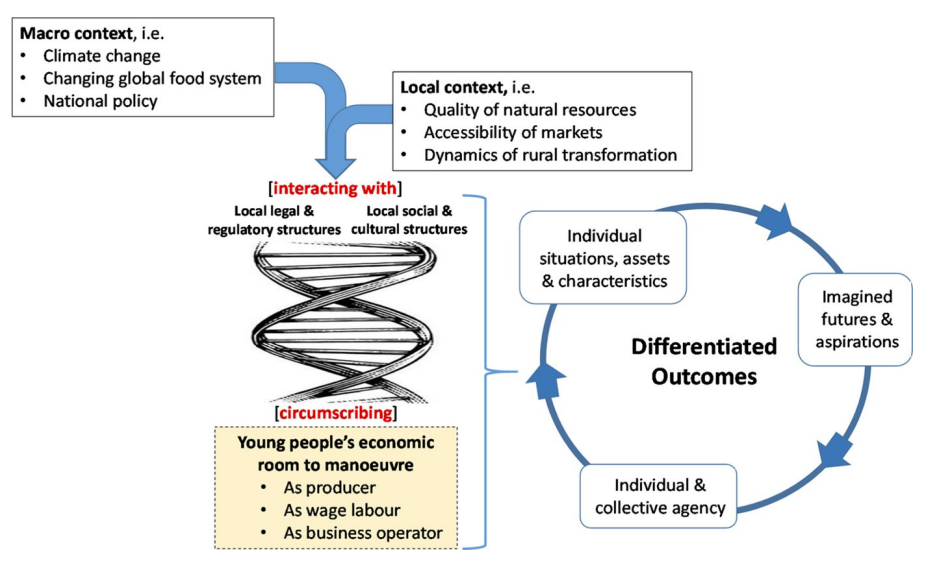 Macro context, i.e.
• Climate change
• Changing global food system
• National policy
Local context, i.e.
• Quality of natural resources
• Accessibility of markets
• Dynamics of rural transformation
[interacting with]
Local legal &
regulatory structures
Local social &
cultural structures
[circumscribing]
Young people’s economic
room to manoeuvre
• As producer
• As wage labour
• As business operator
Individual
situations, assets
& characteristics
Imagined
futures &
aspirations
Differentiated
Outcomes
Individual &
collective agency